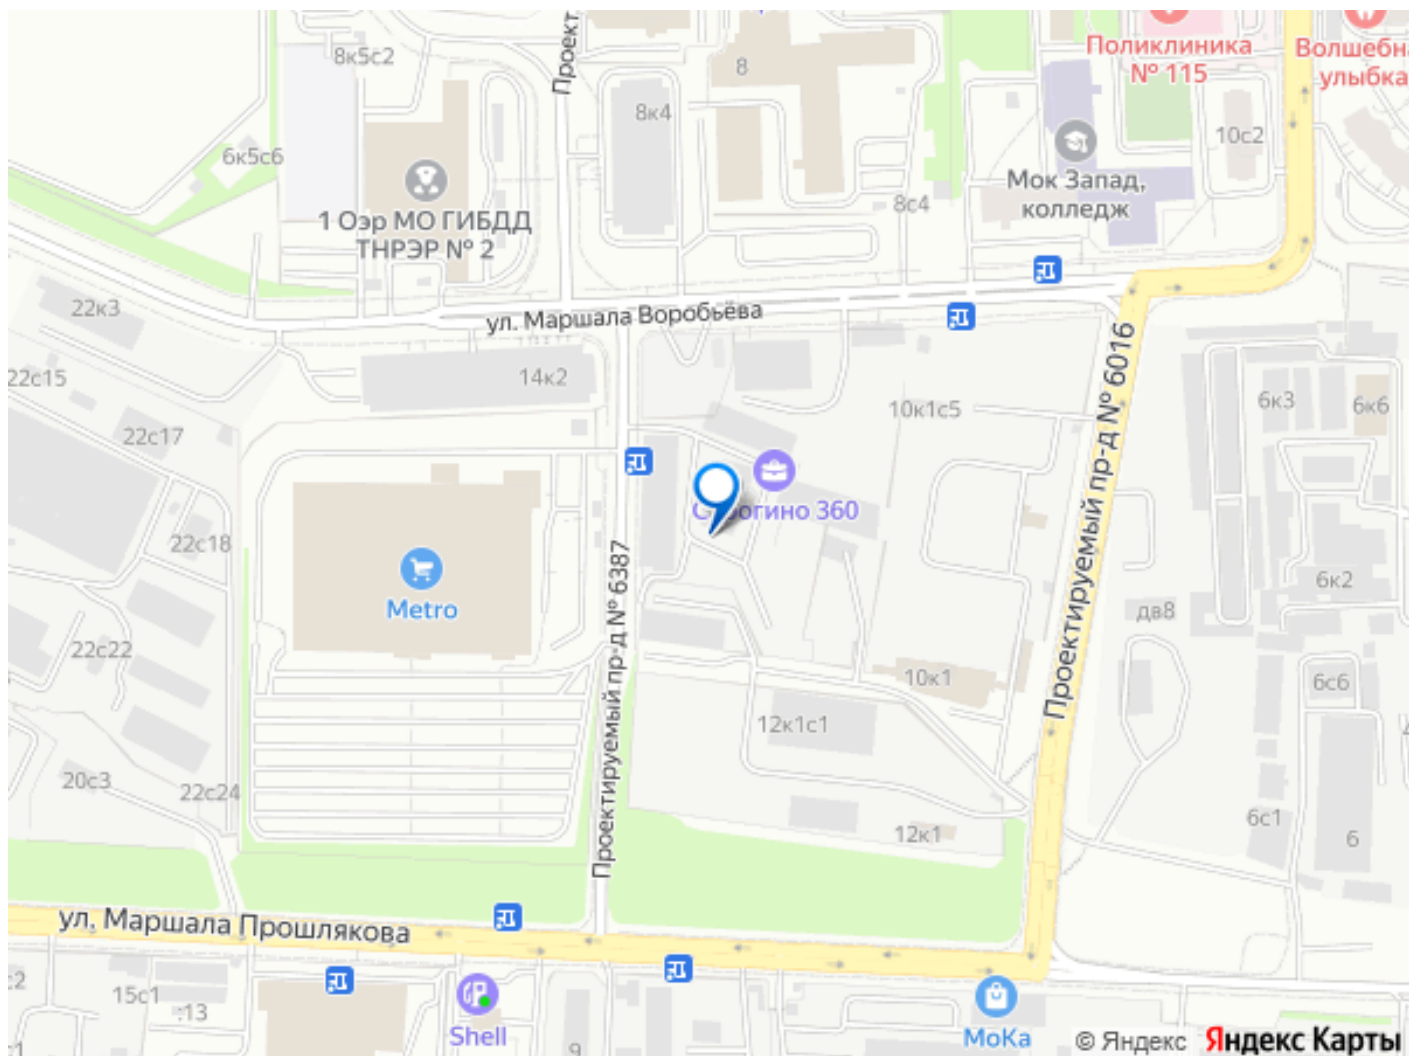 8к5с2
Проект
8
Поликлиника
№ 115
Волшебна
улыбка
8к4
10с2
6к5с6
1 Оэр МО ГИБДД
ТНРЭР № 2
Мок Запад,
колледж
8с4
22к3
ул. Маршала Воробьёва
22с15
14к2
22с17
10к1с5
6к3
6к6
Проектируемый пр-д № 6016
огино 360
22с18
Metro
Проектируемый пр-д № 6387
6к2
дв8
22с22
10к1
6с6
12к1с1
20с3
22с24
12к1
6с1
6
ул. Маршала Прошлякова
15с1
13
Shell
9
МоКа
© Яндекс
Яндекс Карты